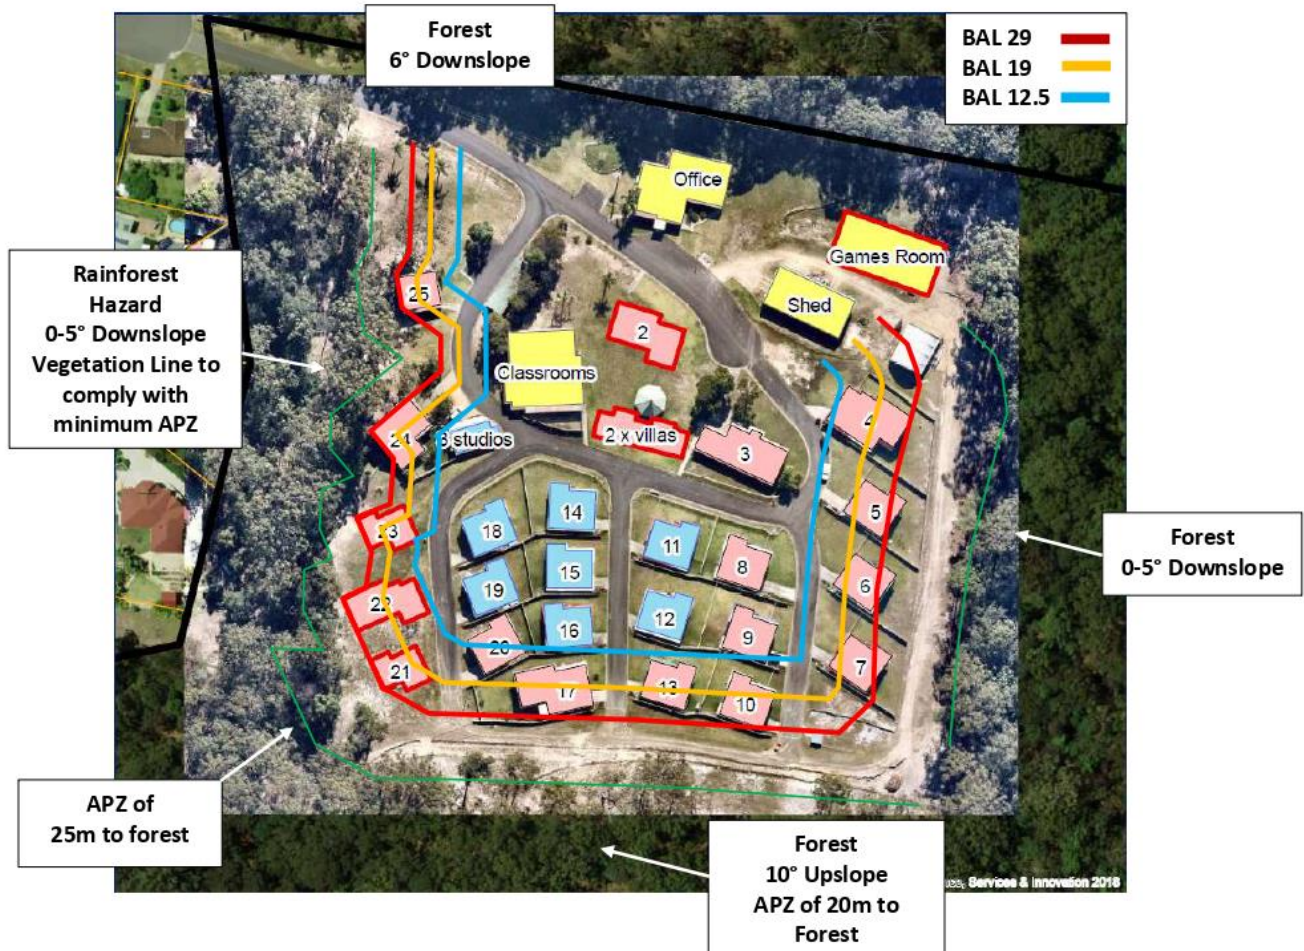 Forest
6° Downslope
BAL 29
BAL 19
BAL 12.5
Office
Rainforest
Hazard
0-5° Downslope
Vegetation Line to
comply with
minimum APZ
Games Room
25
Shed
2
Classrooms
4
24
3 studios
2 x villas
3
5
23
18
14
11
8
Forest
0-5° Downslope
19
15
6
22
12
16
9
20
7
21
17
13
10
APZ of
25m to forest
Forest
10° Upslope
APZ of 20m to
Forest
Services & Innovation 2018